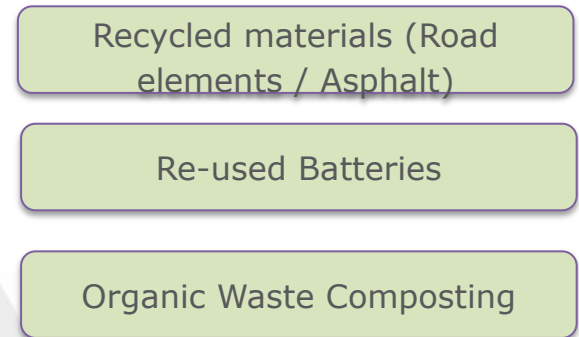 Recycled materials (Road
elements / Asphalt)
Re-used Batteries
Organic Waste Composting